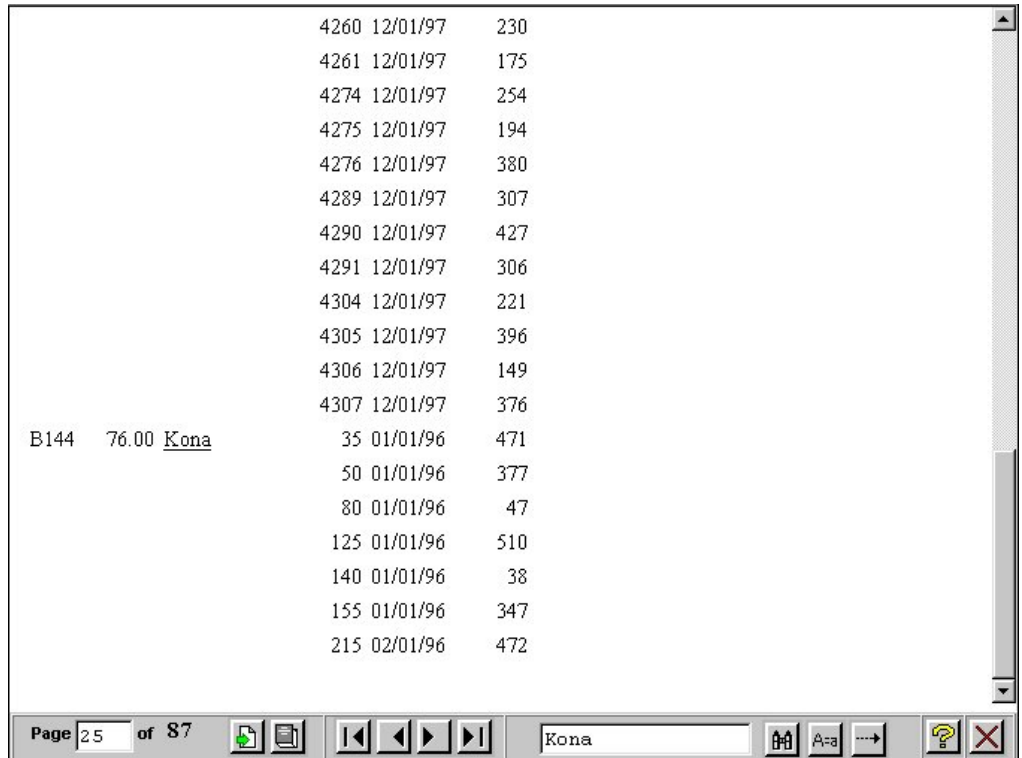 4260 12/01/97 230
4261 12/01/97 175
4274 12/01/97 254
4275 12/01/97 194
4276 12/01/97 380
4289 12/01/97 307
4290 12/01/97 427
4291 12/01/97 306
4304 12/01/97 221
4305 12/01/97 396
4306 12/01/97 149
4307 12/01/97 376
B144 76.00 Kona 35 01/01/96 471
50 01/01/96 377
80 01/01/96 47
125 01/01/96 510
140 01/01/96 38
155 01/01/96 347
215 02/01/96 472
Page 25 of 87 Kona A=a ?